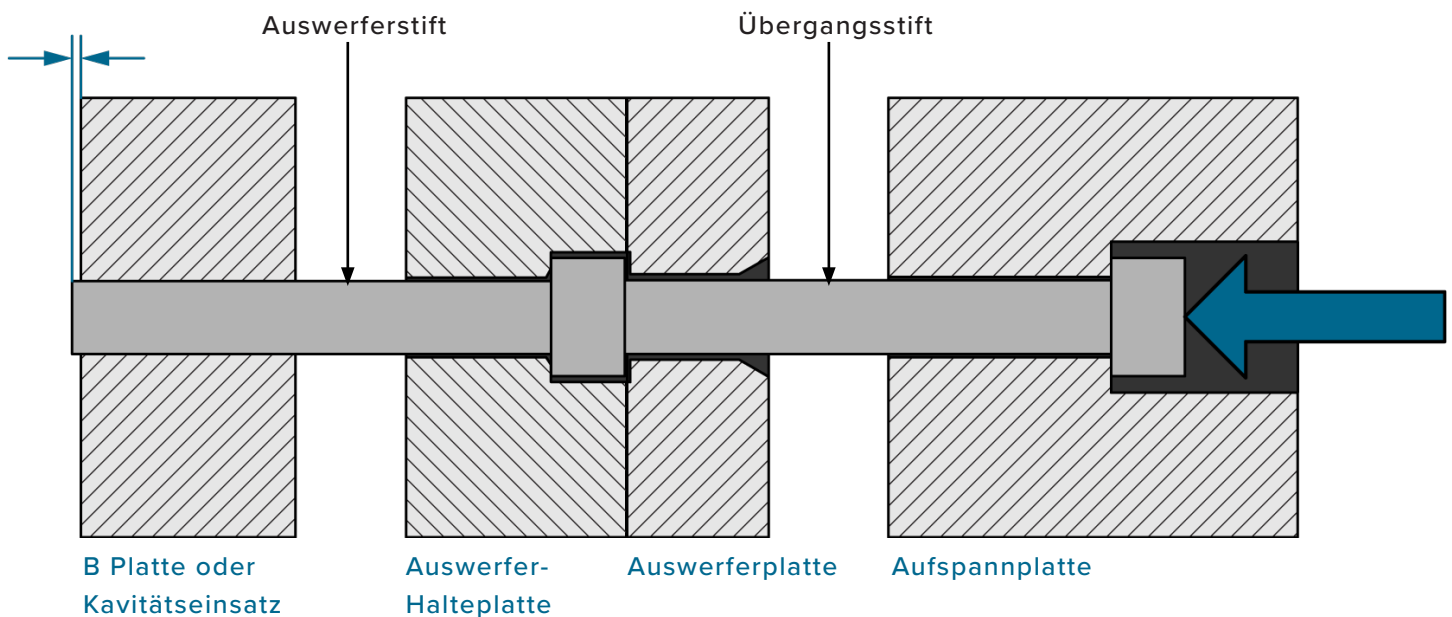 Auswerferstift
Übergangsstift
B Platte oder
Kavitätseinsatz
Auswerfer-
Halteplatte
Auswerferplatte
Aufspannplatte